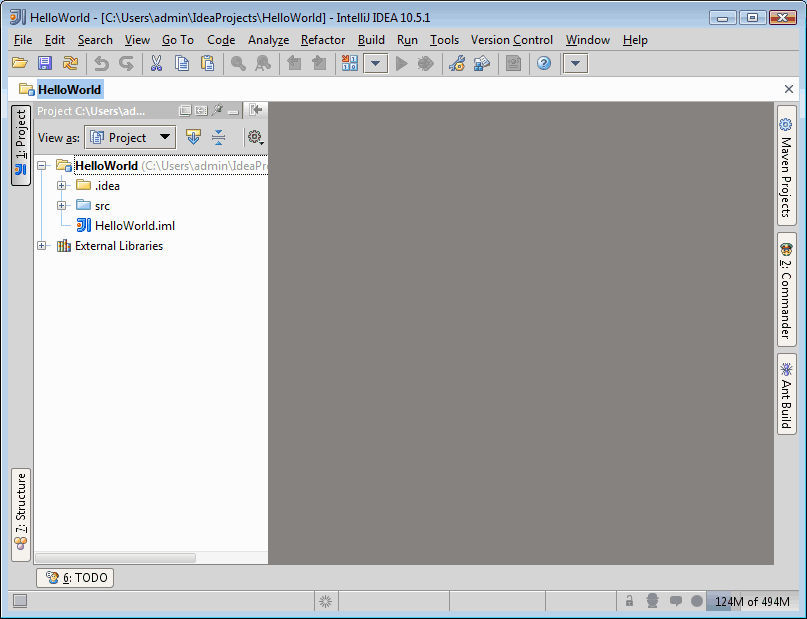 HelloWorld - [C:\Users\admin\IdeaProjects\HelloWorld] - IntelliJ IDEA 10.5.1
File Edit Search View Go To Code Analyze Refactor Build Run Tools Version Control Window Help
HelloWorld
1: Project
Project C:\Users\ad...
View as: Project
HelloWorld (C:\Users\admin\IdeaPr
.idea
src
HelloWorld.iml
External Libraries
7: Structure
Maven Projects
2: Commander
Ant Build
6: TODO
124M of 494M